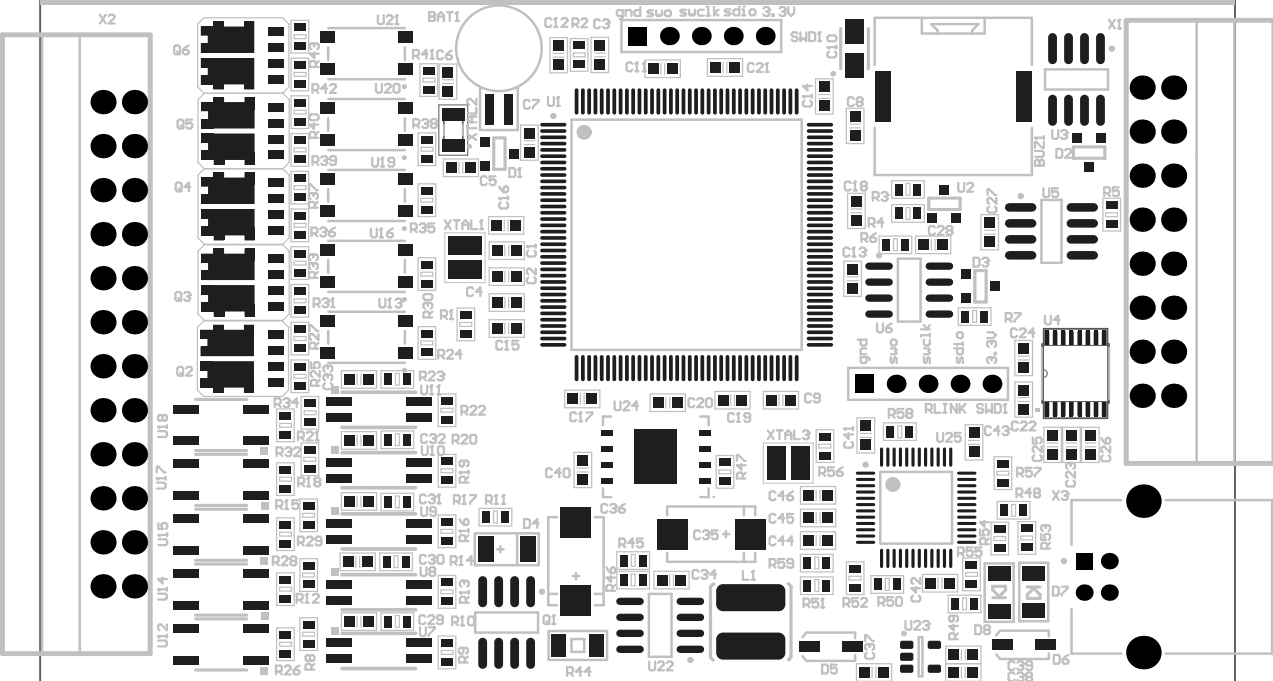 X2
U21
BAT1
C12 R2 C3
gnd swo swclk sdio 3.3V
SWD1
X1
Q6
R43
R41 C6
C11
C21
C10
R42
U20
C7
U1
C14
C8
XTAL2
Q5
R40
R38
U3
D2
BUZ1
R39
U19
D1
C5
C16
Q4
R37
C18
R3
U2
C27
U5
R5
R36
U16
R35
XTAL1
R4
C28
R6
C1
C13
R33
C2
D3
Q3
R31
U13
R30
C4
R1
R7
U6
U4
C24
C15
gnd
swo
swclk
sdio
3.3V
R27
R24
Q2
R25
C33
R23
U11
RLINK SWD1
C22
R34
R22
C17
U24
C20
C19
C9
R58
U18
R21
C32 R20
XTAL3
C41
U25
C43
C25
C23
C26
R32
U10
R56
U17
R18
R19
C40
R47
R57
R15
C31
R17
R11
C36
C46
R48
X3
U9
D4
C45
U15
R29
R16
C35+
C44
R54
R53
R28
C30
R14
R45
R59
R55
U8
R46
C34
L1
U14
R12
R13
R51
R52
R50
C42
D7
C29
R10
Q1
U23
R49
D8
U12
U7
R8
R9
R26
R44
U22
D5
C37
C39
C38
D6